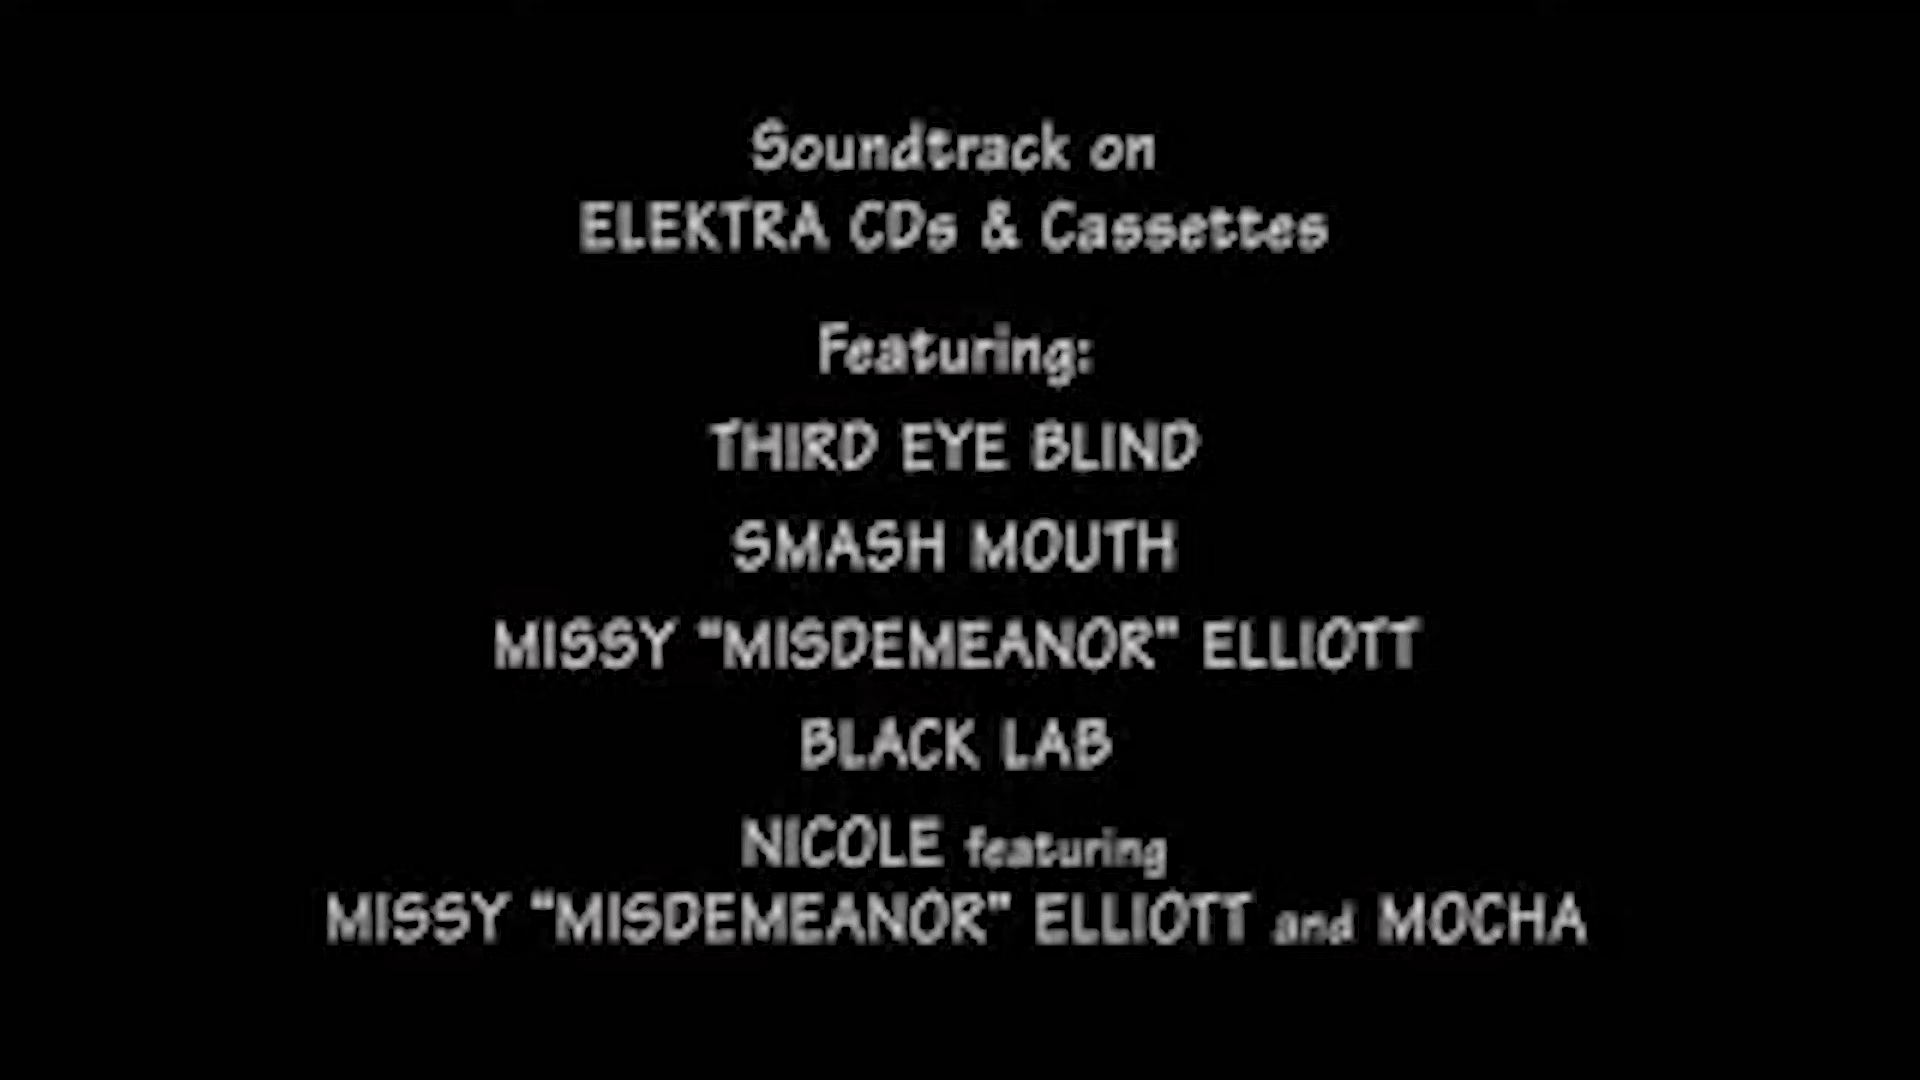 Soundtrack on
ELEKTRA CDs & Cassettes
Featuring:
THIRD EYE BLIND
SMASH MOUTH
MISSY “MISDEMEANOR” ELLIOTT
BLACK LAB
NICOLE featuring
MISSY “MISDEMEANOR” ELLIOTT and MOCHA